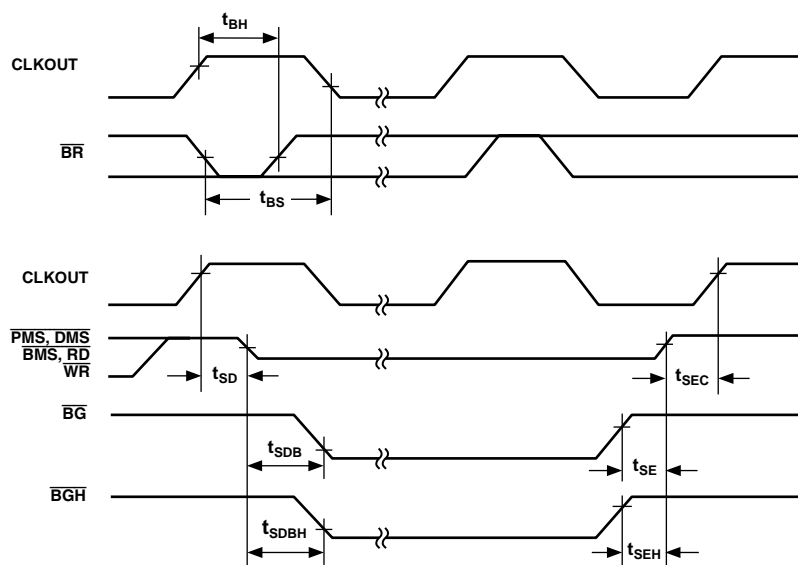 tBH
CLKOUT
BR
tBS
CLKOUT
PMS, DMS
BMS, RD
WR
tSD
tSEC
BG
tSDB
tSE
BGH
tSDBH
tSEH